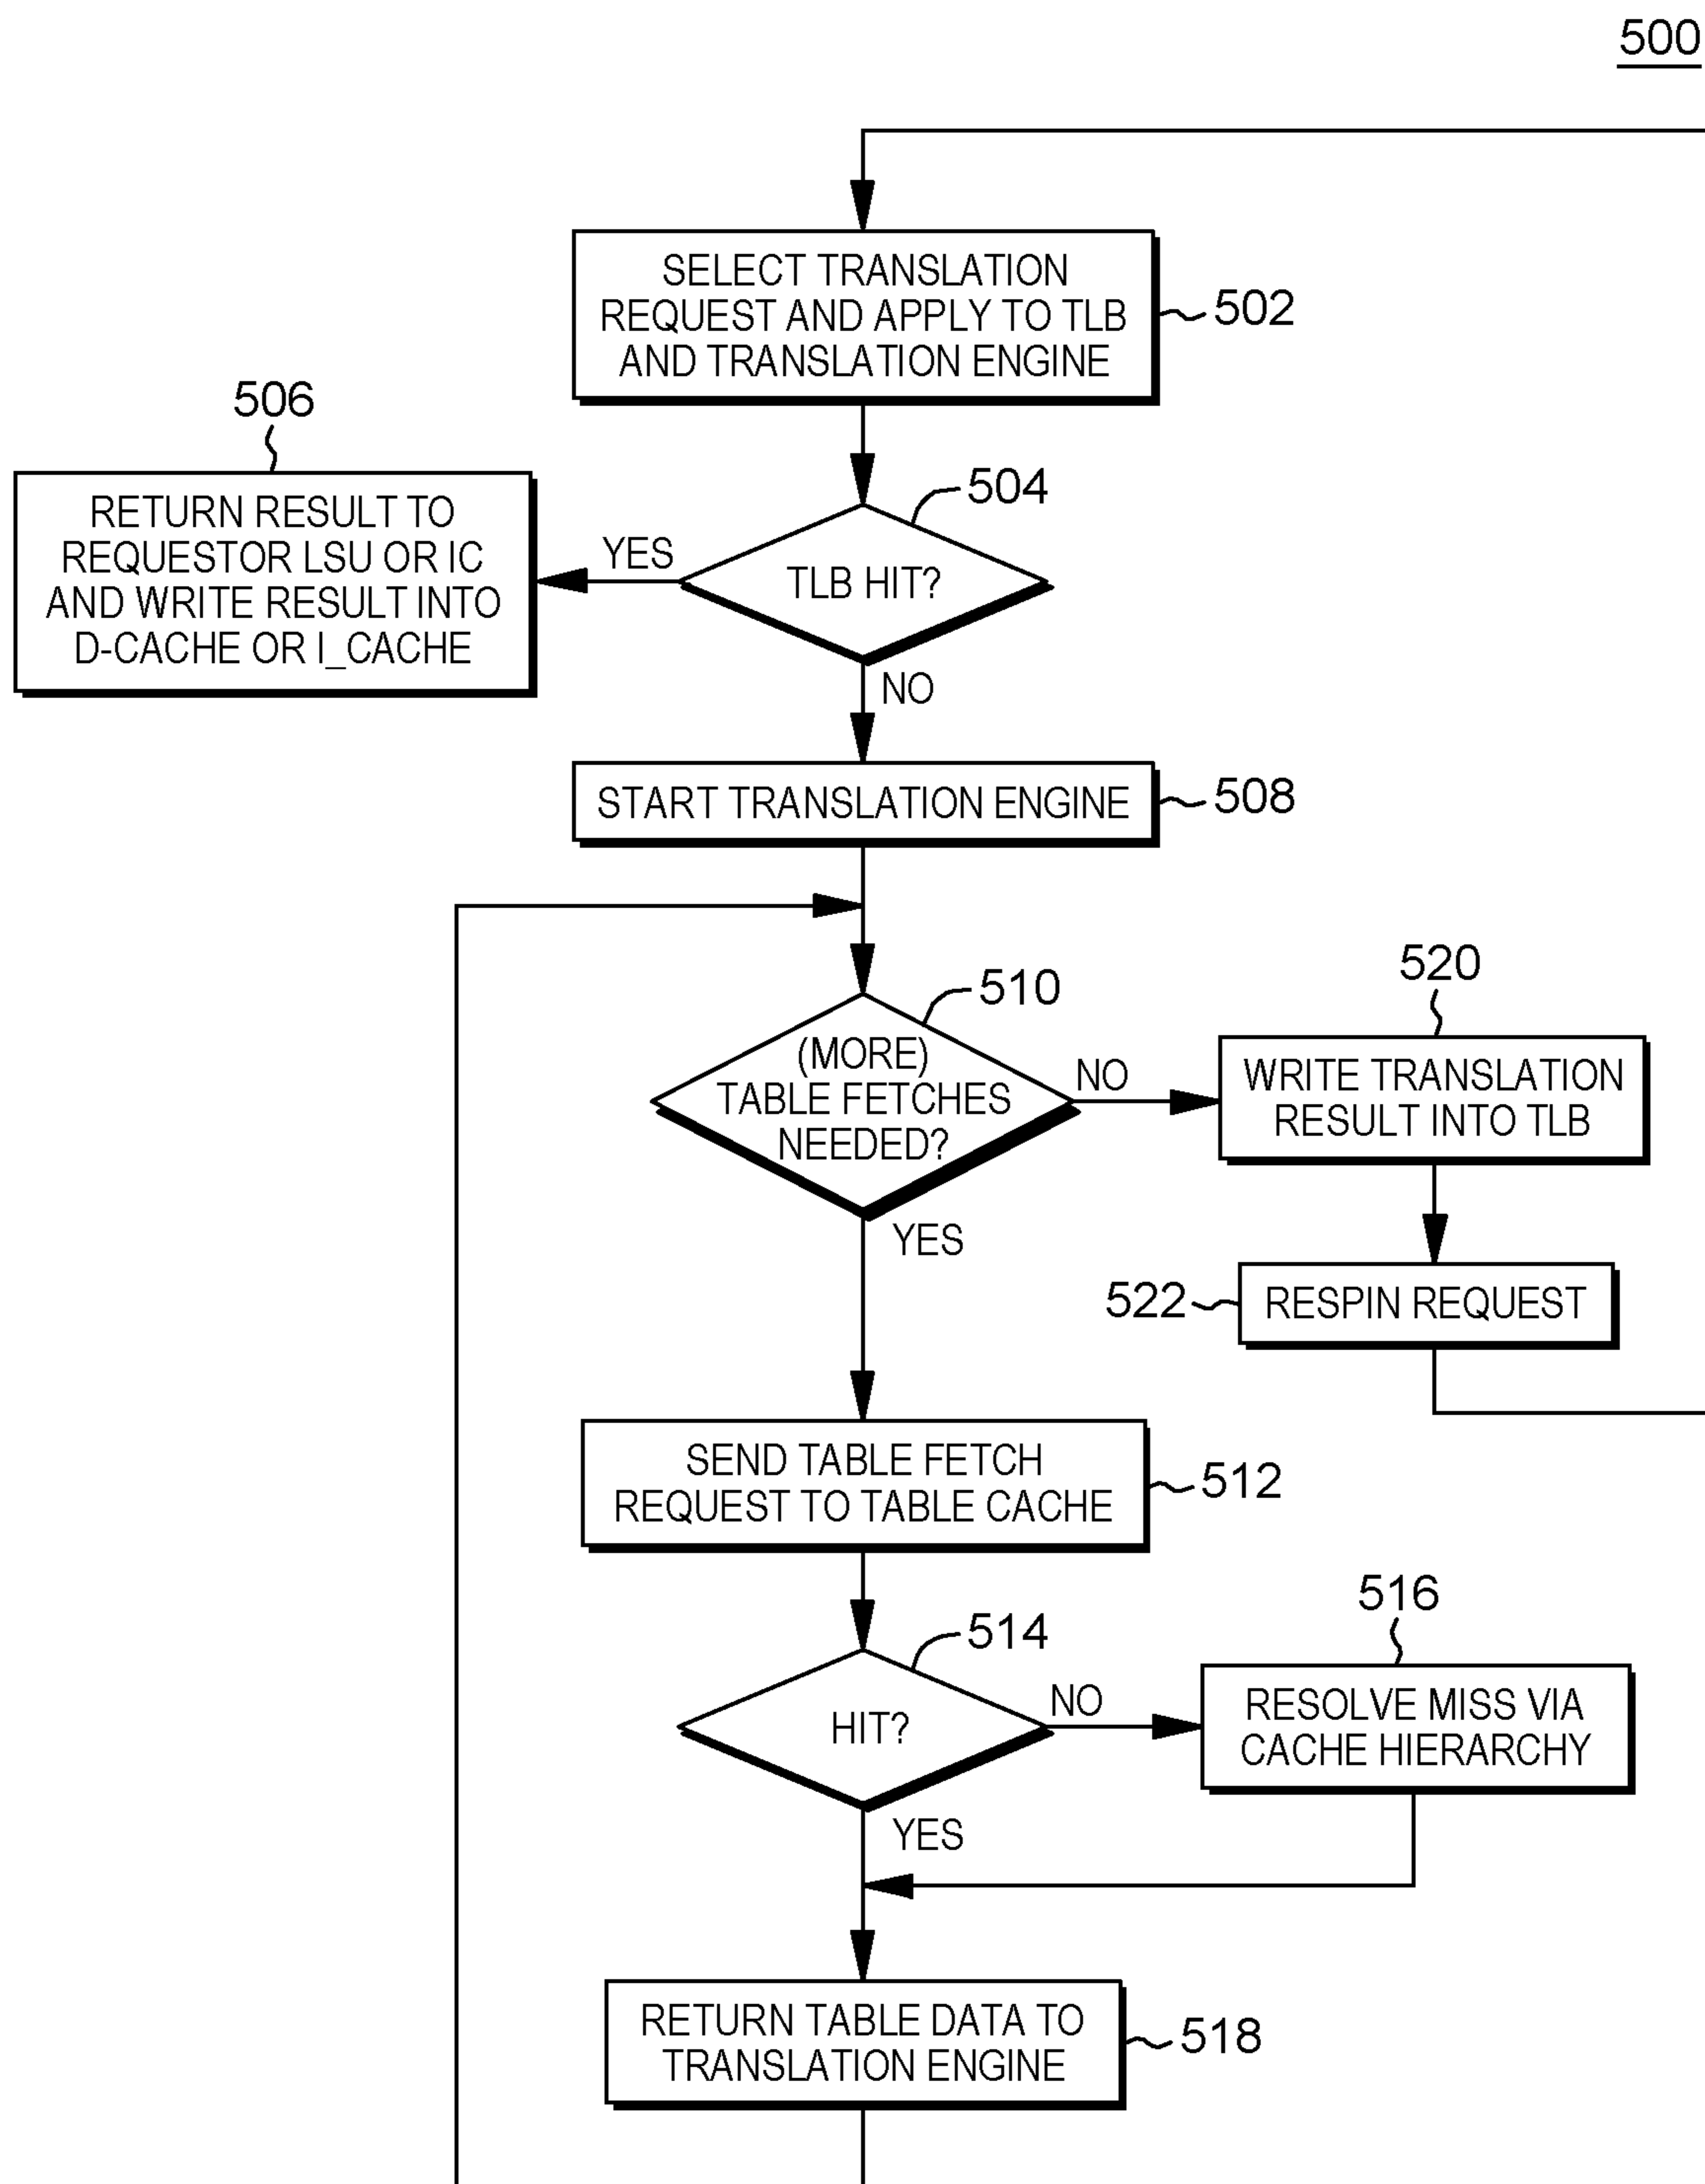 500
SELECT TRANSLATION
REQUEST AND APPLY TO TLB
AND TRANSLATION ENGINE
502
506
RETURN RESULT TO
REQUESTOR LSU OR IC
AND WRITE RESULT INTO
D-CACHE OR I_CACHE
YES
504
TLB HIT?
NO
START TRANSLATION ENGINE
508
510
(MORE)
TABLE FETCHES
NEEDED?
NO
520
WRITE TRANSLATION
RESULT INTO TLB
YES
522
RESPIN REQUEST
SEND TABLE FETCH
REQUEST TO TABLE CACHE
512
514
HIT?
NO
516
RESOLVE MISS VIA
CACHE HIERARCHY
YES
RETURN TABLE DATA TO
TRANSLATION ENGINE
518